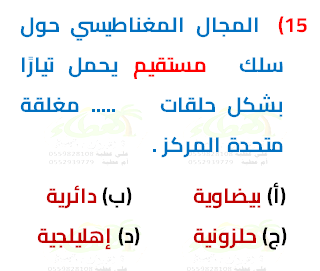 15) المجال المغناطيسي حول
سلك مستقيم يحمل تيارًا
بشكل حلقات ..... مغلقة
متحدة المركز .
(أ) بيضاوية (ب) دائرية
(ج) حلزونية (د) إهليلجية